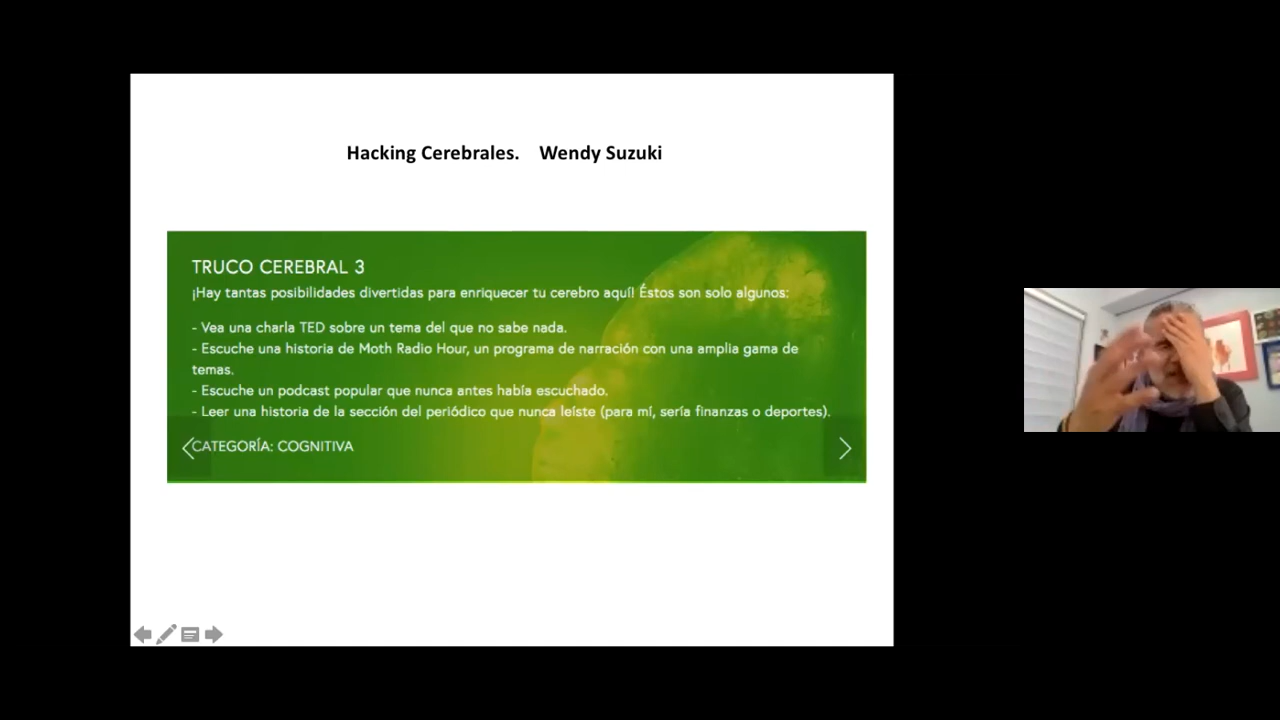 Hacking Cerebrales. Wendy Suzuki
TRUCO CEREBRAL 3
¡Hay tantas posibilidades divertidas para enriquecer tu cerebro aquí! Éstos son solo algunos:
- Vea una charla TED sobre un tema del que no sabe nada.
- Escuche una historia de Moth Radio Hour, un programa de narración con una amplia gama de
temas.
- Escuche un podcast popular que nunca antes había escuchado.
- Leer una historia de la sección del periódico que nunca leíste (para mí, sería finanzas o deportes).
CATEGORÍA: COGNITIVA